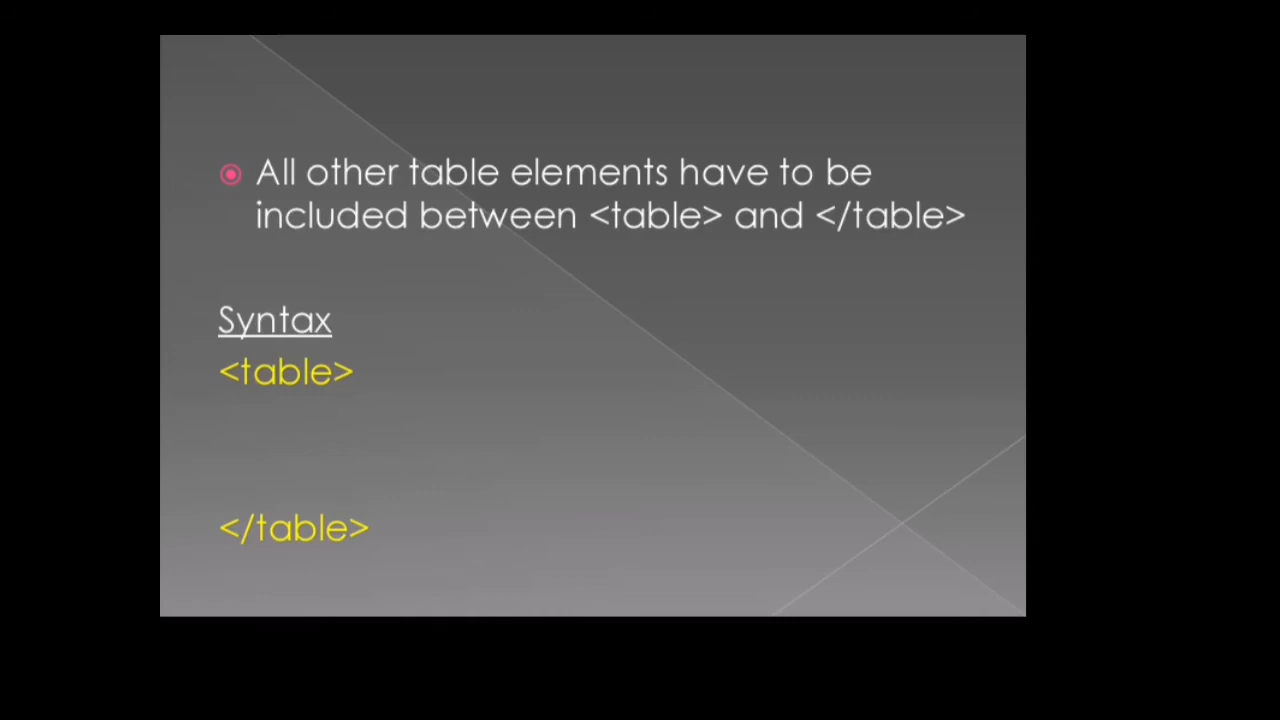 All other table elements have to be
included between <table> and </table>
Syntax
<table>
</table>